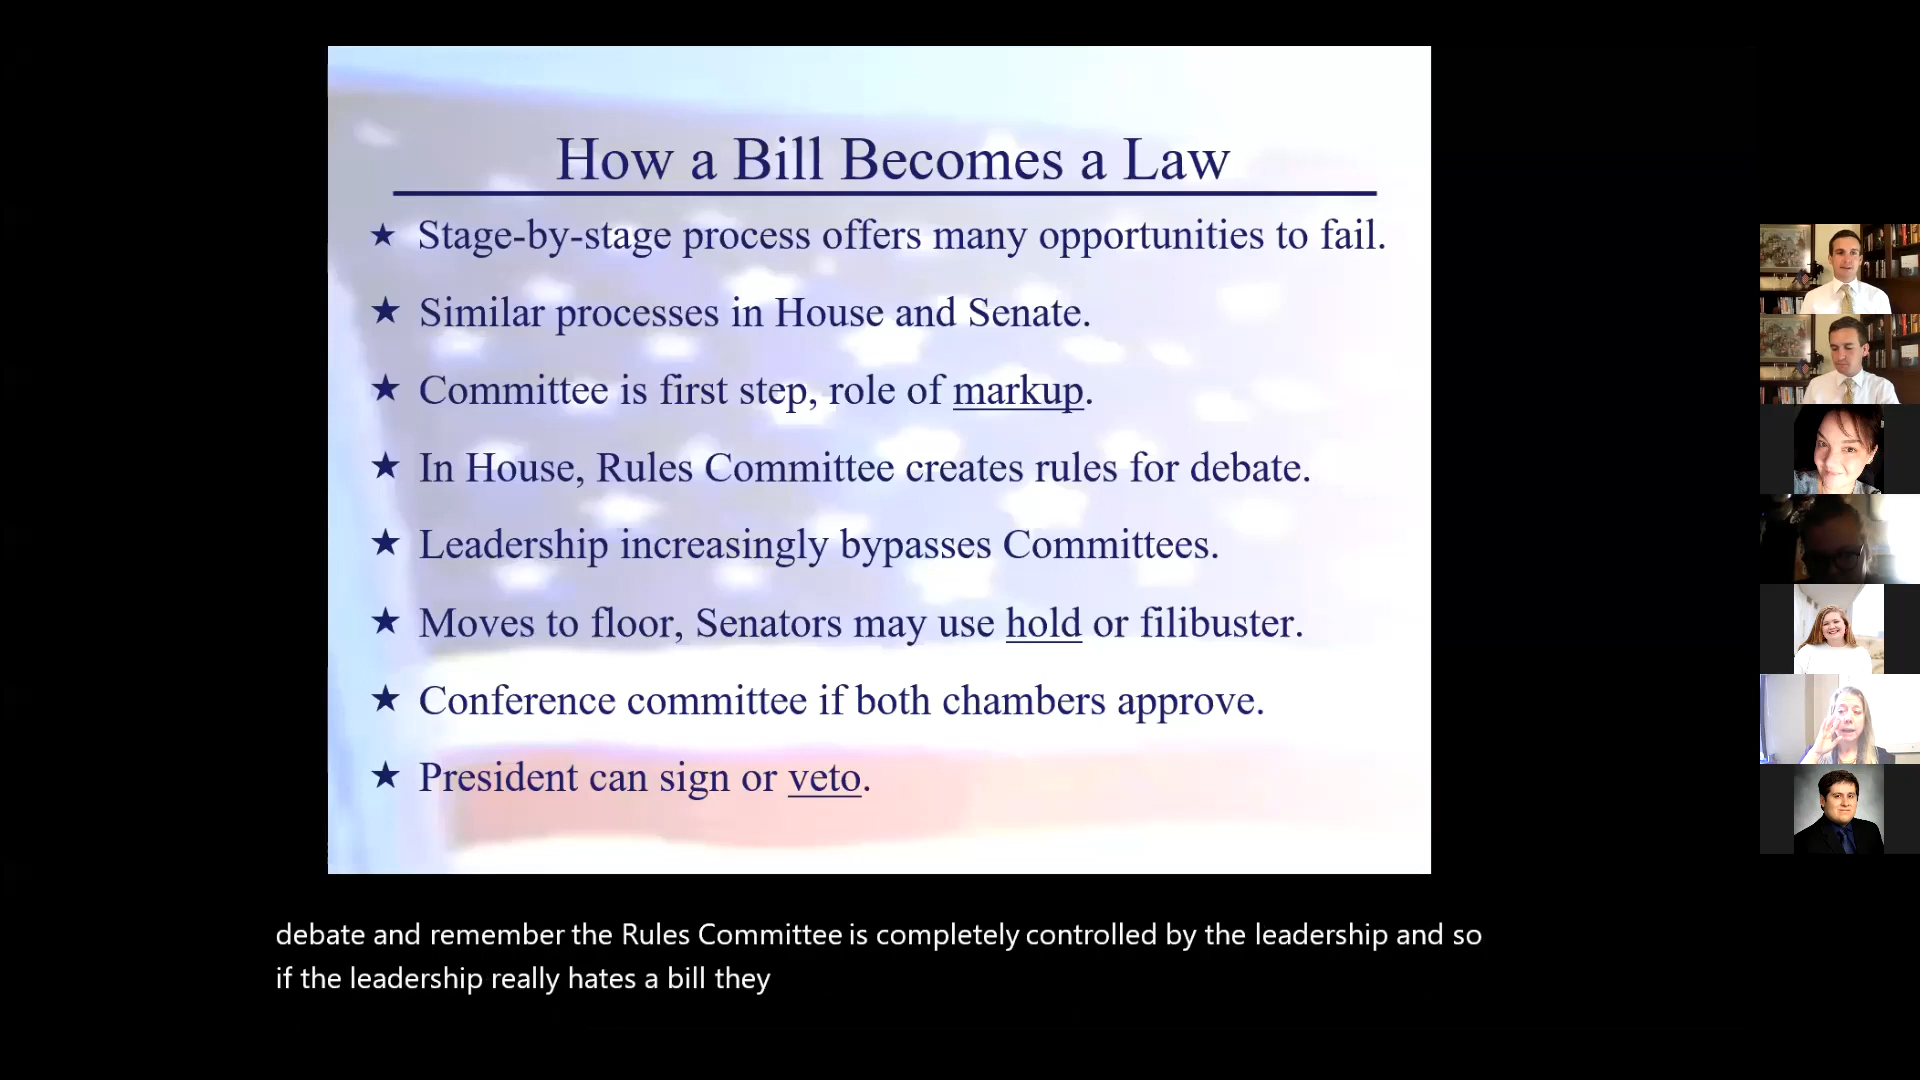 How a Bill Becomes a Law
★ Stage-by-stage process offers many opportunities to fail.
★ Similar processes in House and Senate.
★ Committee is first step, role of markup.
★ In House, Rules Committee creates rules for debate.
★ Leadership increasingly bypasses Committees.
★ Moves to floor, Senators may use hold or filibuster.
★ Conference committee if both chambers approve.
★ President can sign or veto.
debate and remember the Rules Committee is completely controlled by the leadership and so
if the leadership really hates a bill they